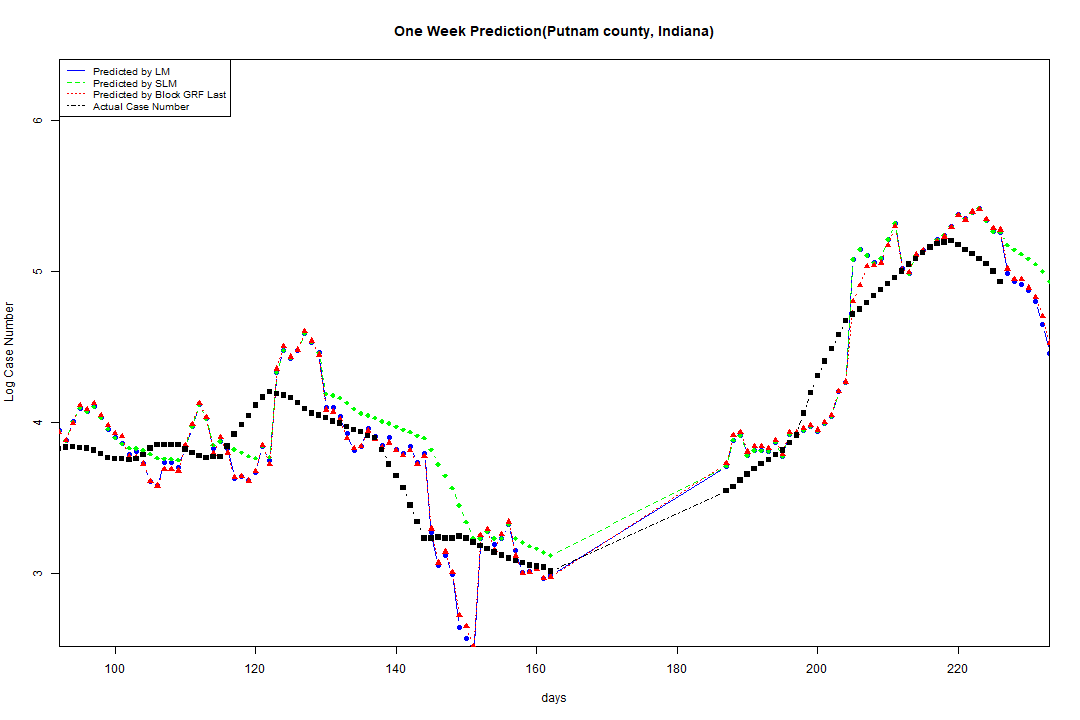 One Week Prediction(Putnam county, Indiana)
Predicted by LM
Predicted by SLM
Predicted by Block GRF Last
Actual Case Number
6
5
4
3
Log Case Number
100 120 140 160 180 200 220
days